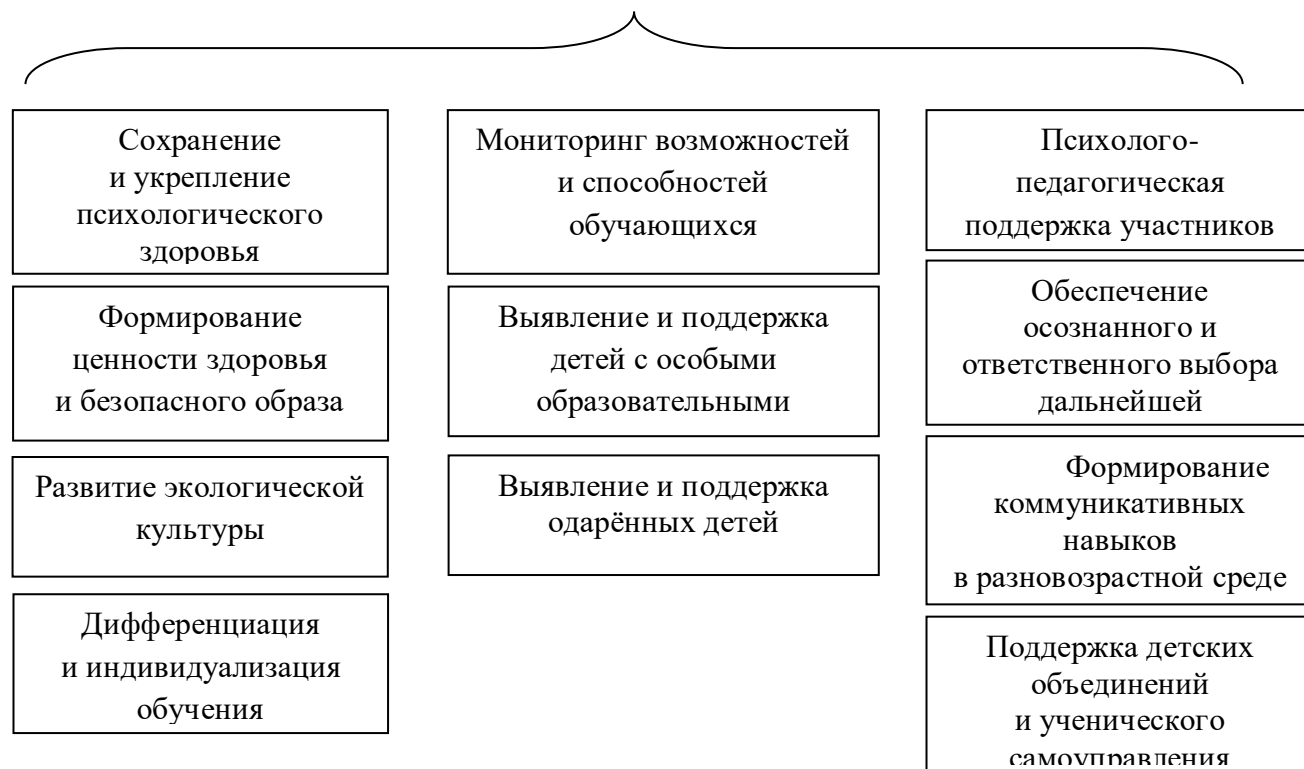 Сохранение
и укрепление
психологического
здоровья
Формирование
ценности здоровья
и безопасного образа
Развитие экологической
культуры
Дифференциация
и индивидуализация
обучения
Мониторинг возможностей
и способностей
обучающихся
Выявление и поддержка
детей с особыми
образовательными
Выявление и поддержка
одарённых детей
Психолого-
педагогическая
поддержка участников
Обеспечение
осознанного и
ответственного выбора
дальнейшей
Формирование
коммуникативных
навыков
в разновозрастной среде
Поддержка детских
объединений
и ученического
самоуправления